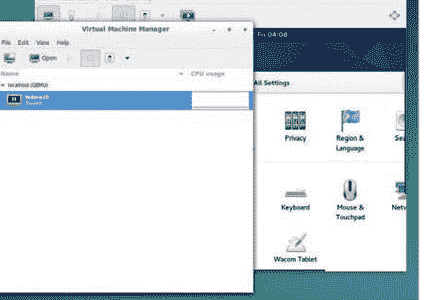 Virtual Machine Manager
File Edit View Help
Open
Name CPU usage
localhost (QEMU)
Fri 04:08
All Settings
Privacy
Region &
Language
Keyboard
Mouse &
Touchpad
Wacom Tablet